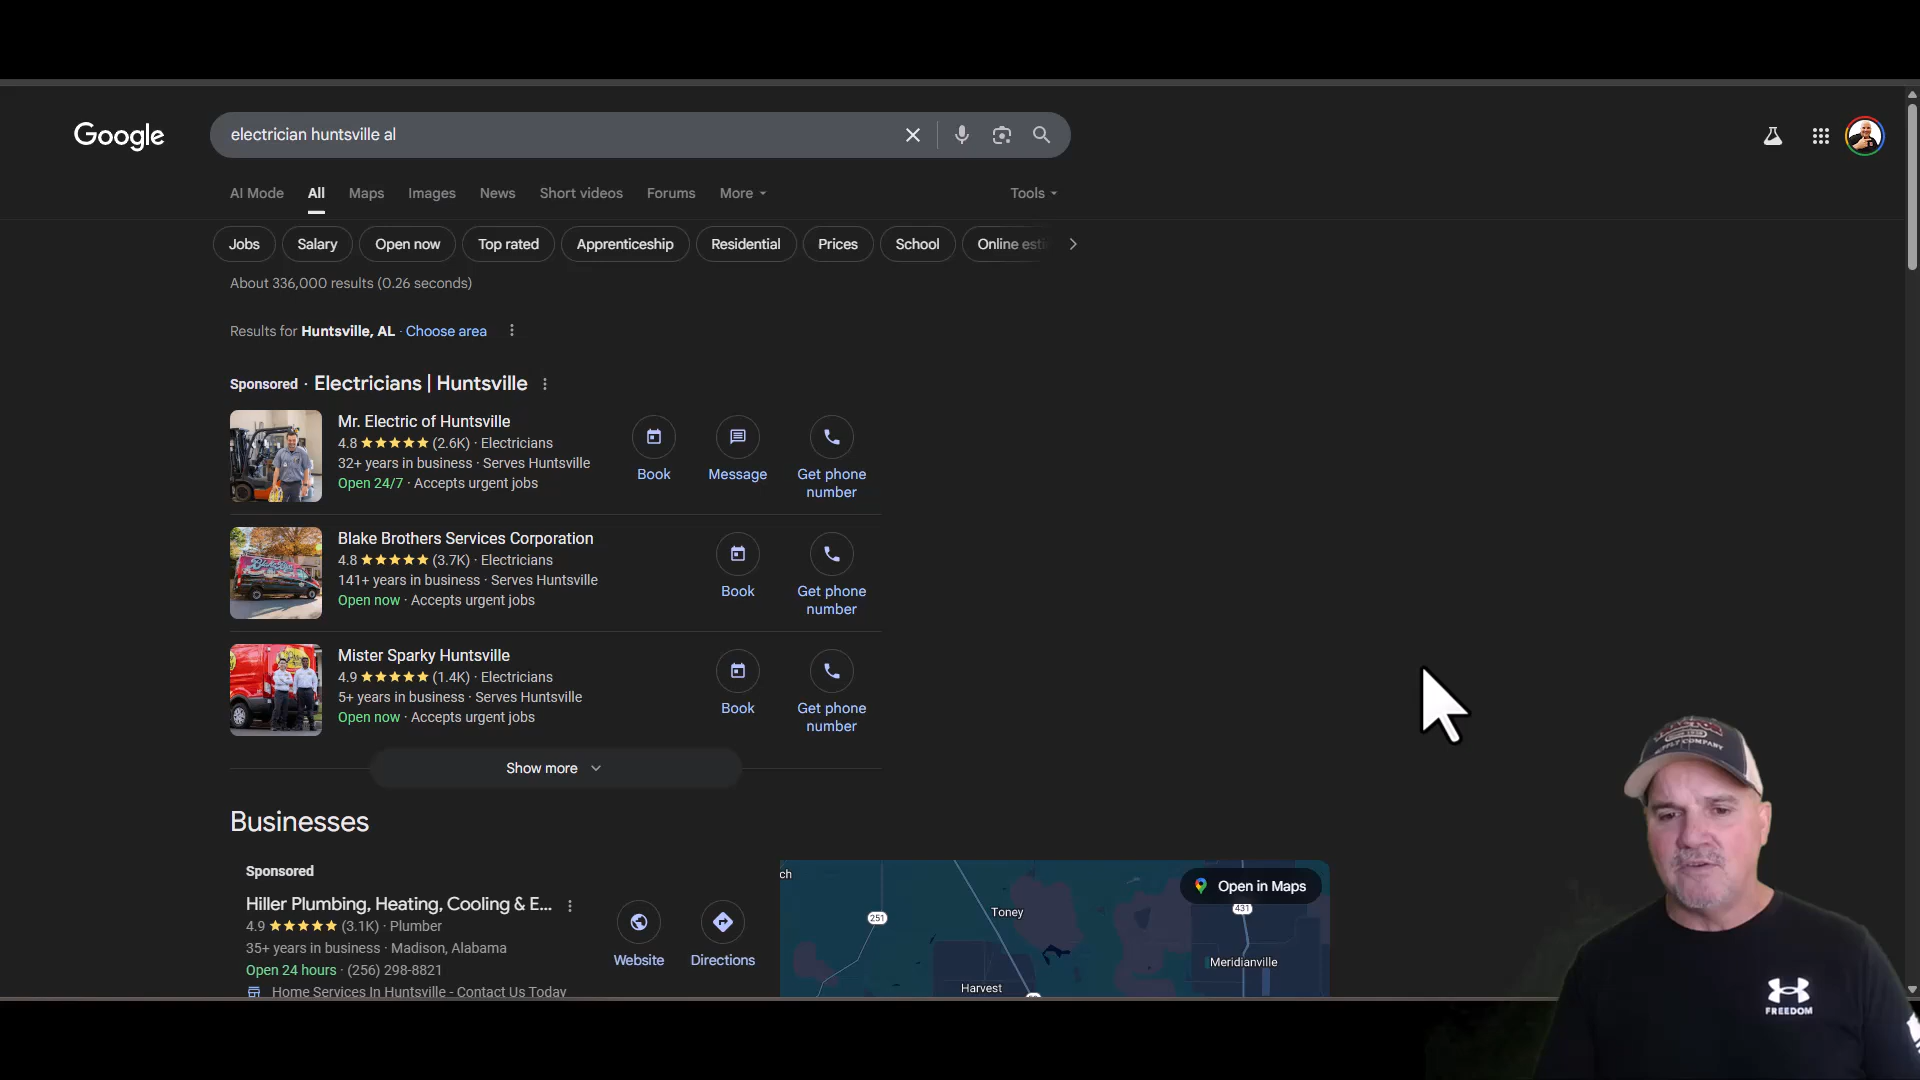 Google
electrician huntsville al
AI Mode
All
Maps
Images
News
Short videos
Forums
More
Tools
Jobs
Salary
Open now
Top rated
Apprenticeship
Residential
Prices
School
Online esti
About 336,000 results (0.26 seconds)
Results for Huntsville, AL · Choose area
Sponsored · Electricians | Huntsville
Mr. Electric of Huntsville
4.8 (2.6K) · Electricians
32+ years in business · Serves Huntsville
Open 24/7 · Accepts urgent jobs
Book
Message
Get phone number
Blake Brothers Services Corporation
4.8 (3.7K) · Electricians
141+ years in business · Serves Huntsville
Open now · Accepts urgent jobs
Book
Get phone number
Mister Sparky Huntsville
4.9 (1.4K) · Electricians
5+ years in business · Serves Huntsville
Open now · Accepts urgent jobs
Book
Get phone number
Show more
Businesses
Sponsored
Hiller Plumbing, Heating, Cooling & E...
4.9 (3.1K) · Plumber
35+ years in business · Madison, Alabama
Open 24 hours · (256) 298-8821
Home Services In Huntsville - Contact Us Today
Website
Directions
ch
251
Toney
Open in Maps
431
Meridianville
Harvest
SUPPLY COMPANY
FREEDOM